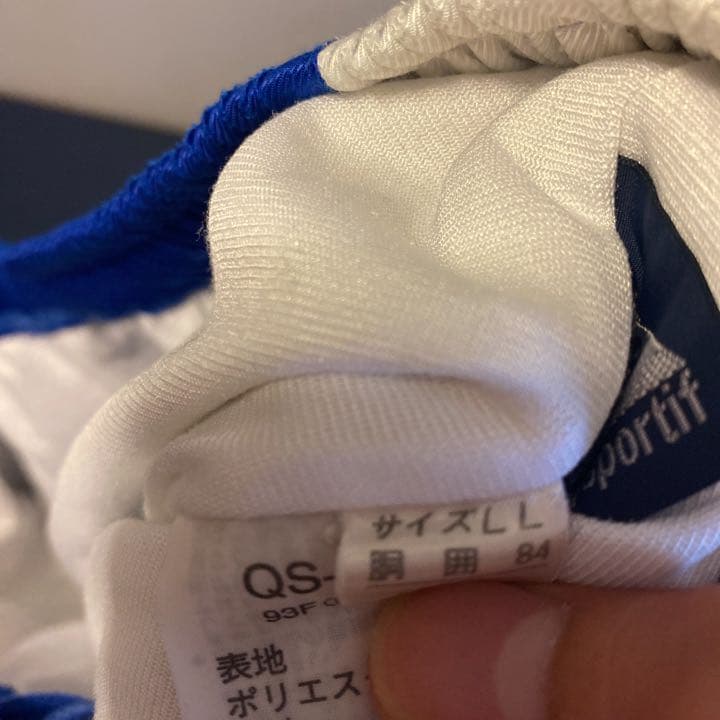 sportif
サイズLL
胴囲 84
QS-
93F
表地
ポリエス